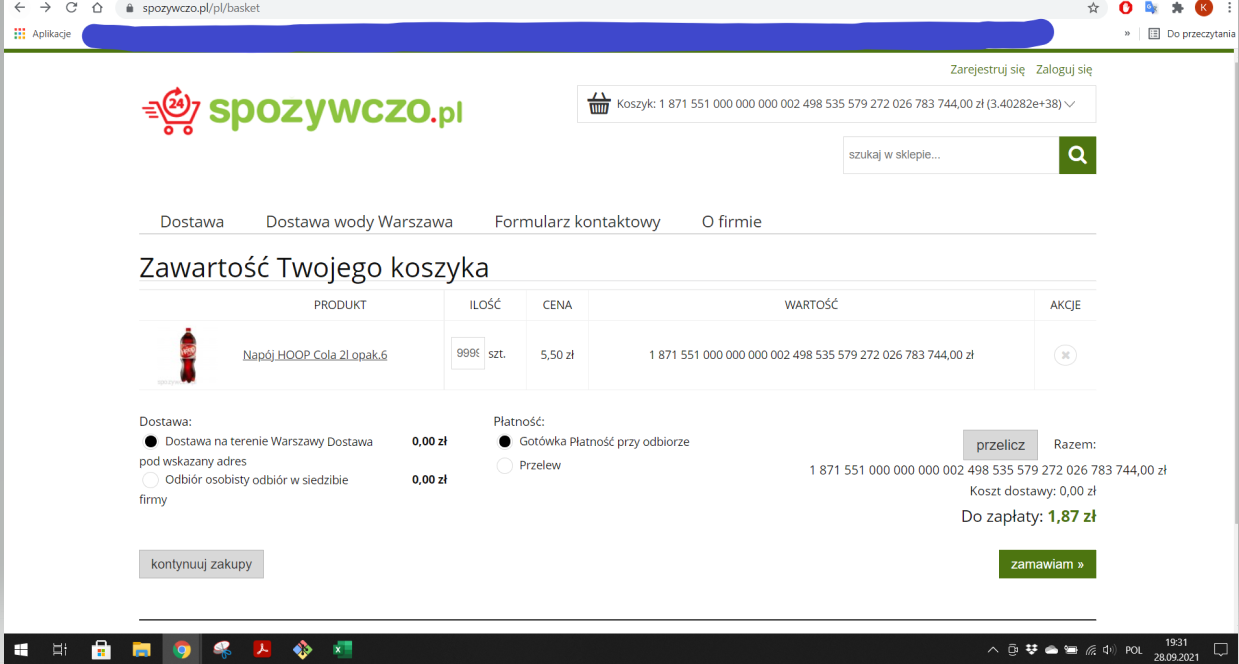 spozywczo.pl/pl/basket
K
Aplikacje
»
Do przeczytania
Zarejestruj się Zaloguj się
24 spozywczo.pl
Koszyk: 1 871 551 000 000 000 002 498 535 579 272 026 783 744,00 zł (3.40282e+38)
szukaj w sklepie...
Dostawa Dostawa wody Warszawa Formularz kontaktowy O firmie
Zawartość Twojego koszyka
PRODUKT ILOŚĆ CENA WARTOŚĆ AKCJE
Napój HOOP Cola 2l opak.6 9999 szt. 5,50 zł 1 871 551 000 000 000 002 498 535 579 272 026 783 744,00 zł
Dostawa: Płatność:
Dostawa na terenie Warszawy Dostawa 0,00 zł Gotówka Płatność przy odbiorze
pod wskazany adres
przelicz Razem:
Przelew
1 871 551 000 000 000 002 498 535 579 272 026 783 744,00 zł
Odbiór osobisty odbiór w siedzibie 0,00 zł
firmy
Koszt dostawy: 0,00 zł
Do zapłaty: 1,87 zł
kontynuuj zakupy zamawiam »
POL
19:31
28.09.2021